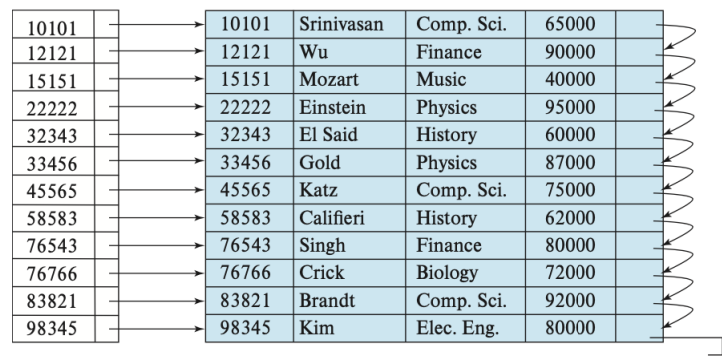 10101 10101 Srinivasan Comp. Sci. 65000
12121 12121 Wu Finance 90000
15151 15151 Mozart Music 40000
22222 22222 Einstein Physics 95000
32343 32343 El Said History 60000
33456 33456 Gold Physics 87000
45565 45565 Katz Comp. Sci. 75000
58583 58583 Califieri History 62000
76543 76543 Singh Finance 80000
76766 76766 Crick Biology 72000
83821 83821 Brandt Comp. Sci. 92000
98345 98345 Kim Elec. Eng. 80000